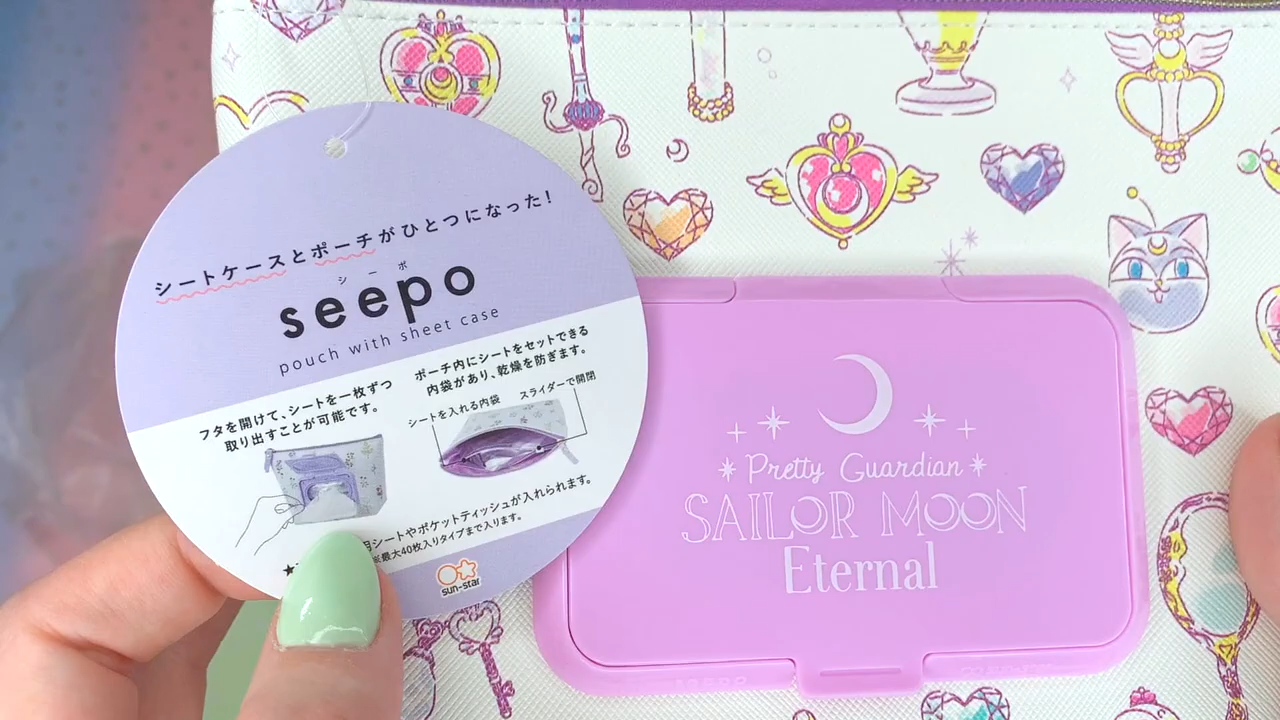 シートケースとポーチがひとつになった!
シーポ
seepo
pouch with sheet case
フタを開けて、シートを一枚ずつ
取り出すことが可能です。
ポーチ内にシートをセットできる
内袋があり、乾燥を防ぎます。
シートを入れる内袋
スライダーで開閉
シートやポケットティッシュが入れられます。
※最大40枚入りタイプまで入ります。
sun-star
Pretty Guardian
SAILOR MOON
Eternal